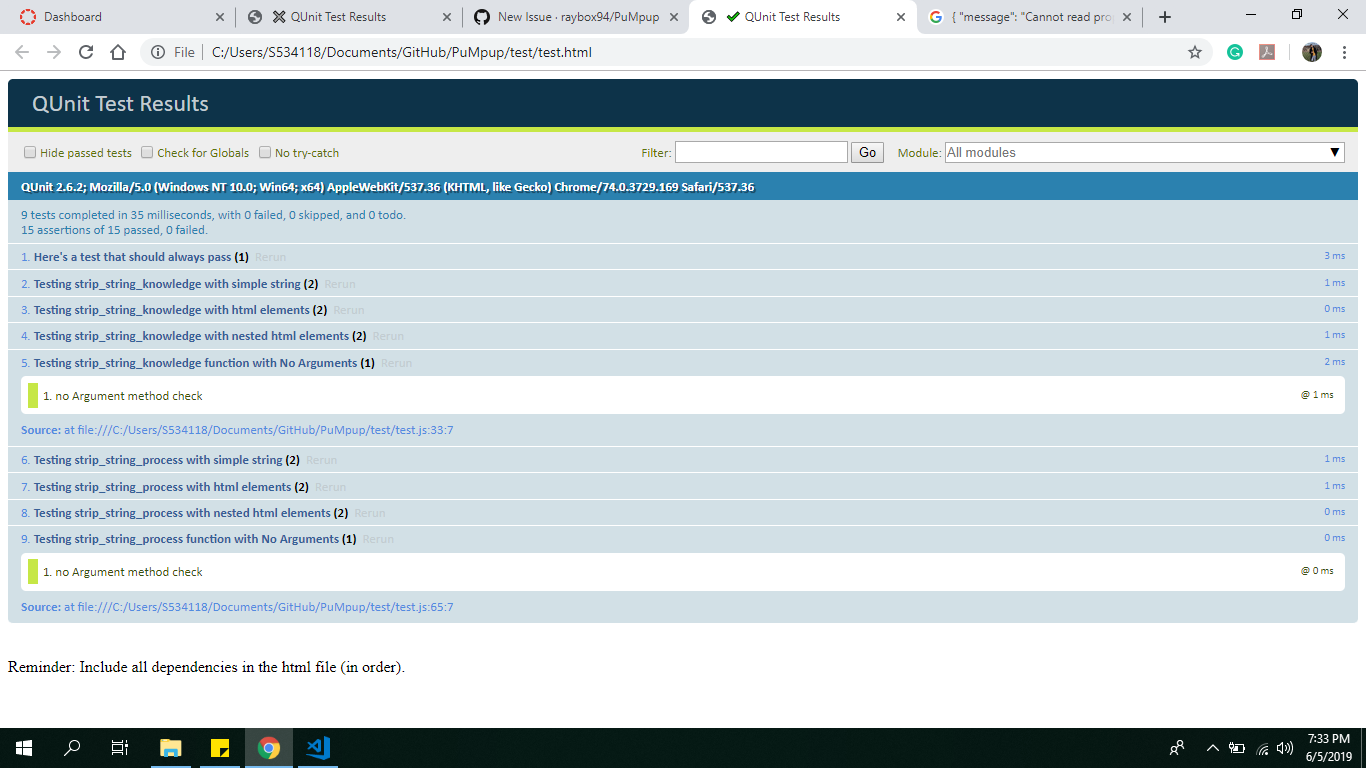 Dashboard
QUnit Test Results
New Issue · raybox94/PuMpup
QUnit Test Results
{ "message": "Cannot read prop
File
C:/Users/S534118/Documents/GitHub/PuMpup/test/test.html
QUnit Test Results
Hide passed tests Check for Globals No try-catch Filter: Go Module: All modules
QUnit 2.6.2; Mozilla/5.0 (Windows NT 10.0; Win64; x64) AppleWebKit/537.36 (KHTML, like Gecko) Chrome/74.0.3729.169 Safari/537.36
9 tests completed in 35 milliseconds, with 0 failed, 0 skipped, and 0 todo.
15 assertions of 15 passed, 0 failed.
1. Here's a test that should always pass (1) Rerun 3 ms
2. Testing strip_string_knowledge with simple string (2) Rerun 1 ms
3. Testing strip_string_knowledge with html elements (2) Rerun 0 ms
4. Testing strip_string_knowledge with nested html elements (2) Rerun 1 ms
5. Testing strip_string_knowledge function with No Arguments (1) Rerun 2 ms
1. no Argument method check @ 1 ms
Source: at file:///C:/Users/S534118/Documents/GitHub/PuMpup/test/test.js:33:7
6. Testing strip_string_process with simple string (2) Rerun 1 ms
7. Testing strip_string_process with html elements (2) Rerun 1 ms
8. Testing strip_string_process with nested html elements (2) Rerun 0 ms
9. Testing strip_string_process function with No Arguments (1) Rerun 0 ms
1. no Argument method check @ 0 ms
Source: at file:///C:/Users/S534118/Documents/GitHub/PuMpup/test/test.js:65:7
Reminder: Include all dependencies in the html file (in order).
7:33 PM
6/5/2019